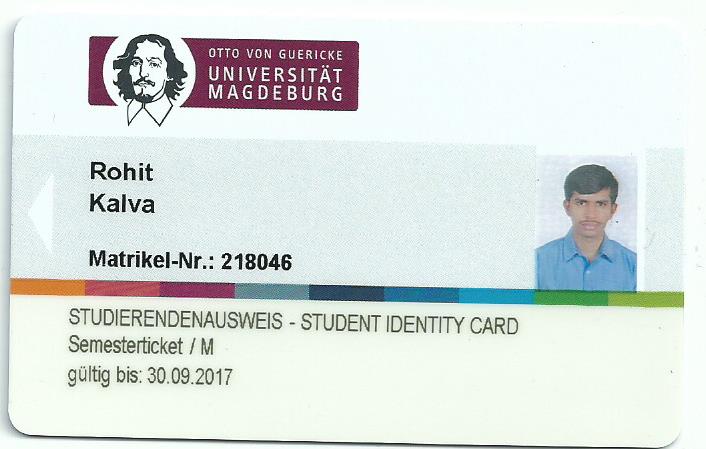 OTTO VON GUERICKE
UNIVERSITÄT
MAGDEBURG
Rohit
Kalva
Matrikel-Nr.: 218046
STUDIERENDENAUSWEIS - STUDENT IDENTITY CARD
Semesterticket / M
gültig bis: 30.09.2017